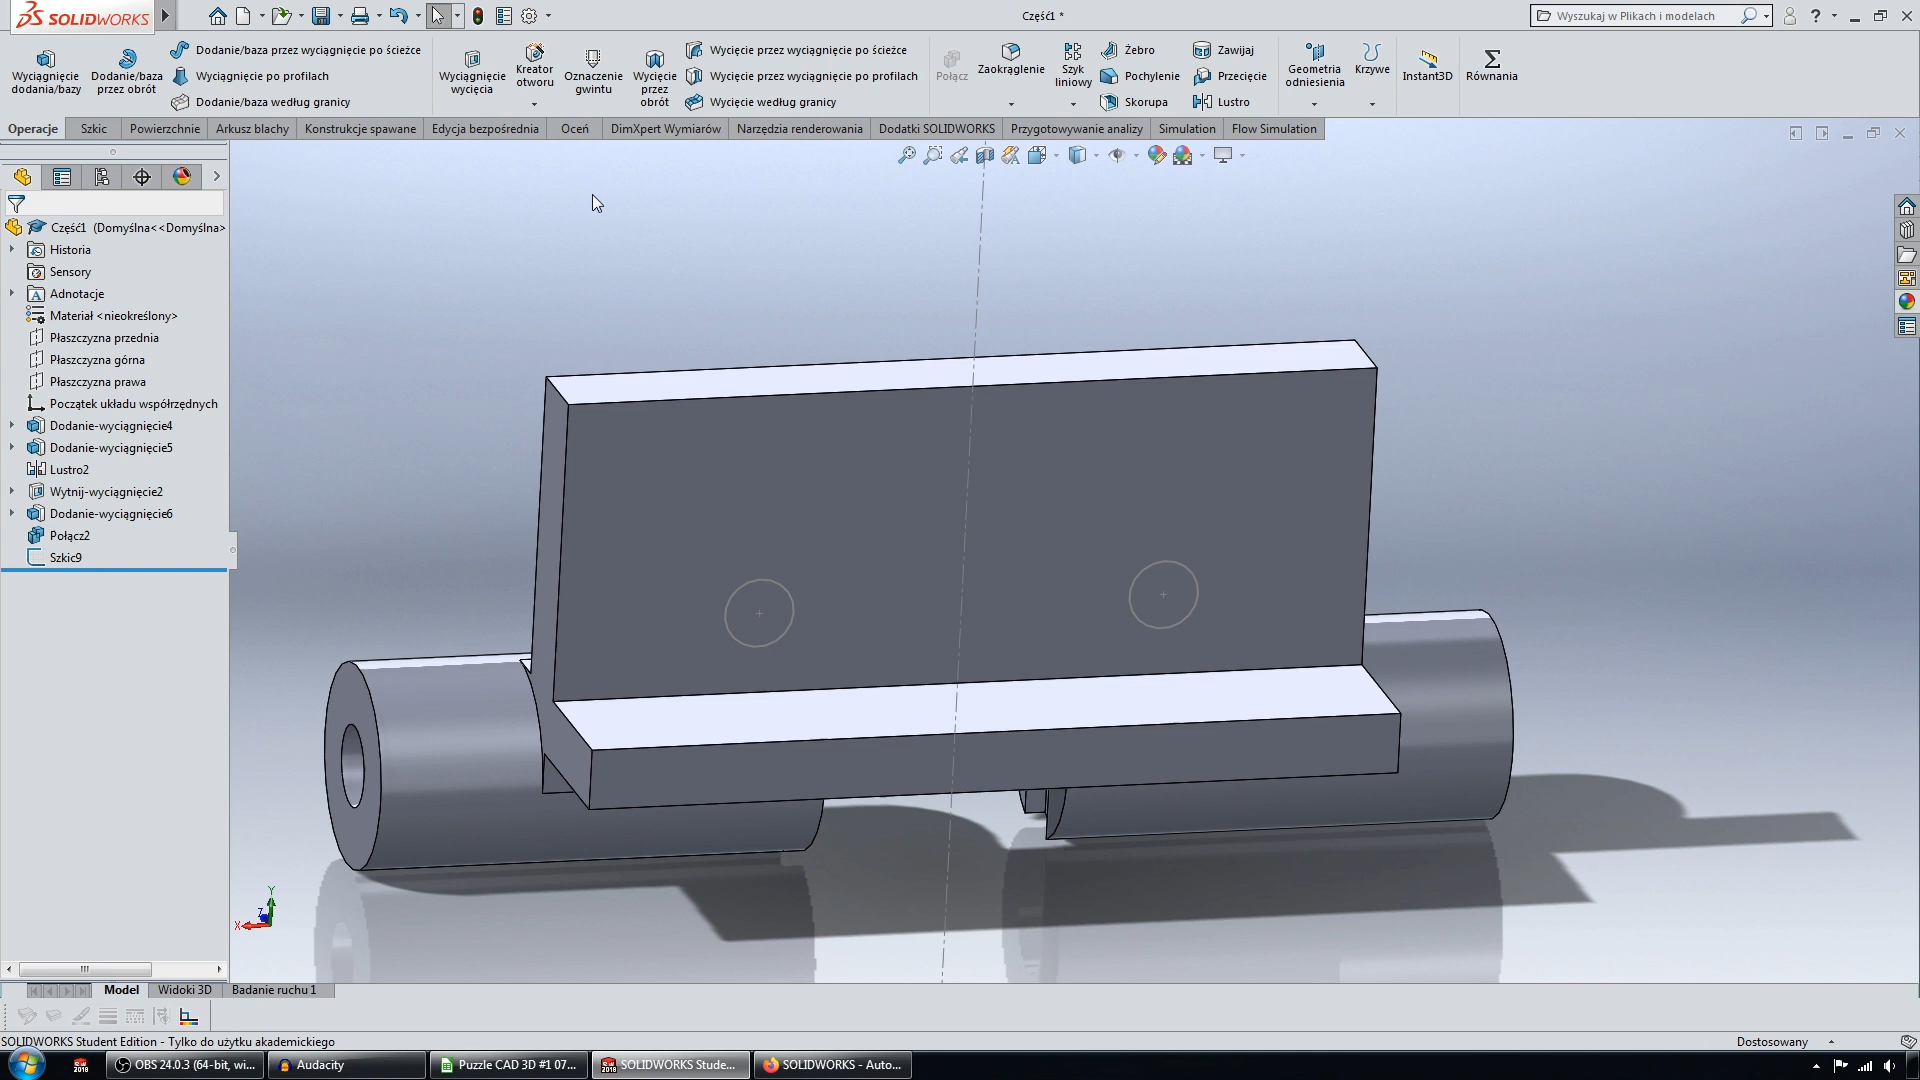 SOLIDWORKS
Część1 *
Wyszukaj w Plikach i modelach
?
Wyciągnięcie dodania/bazy
Dodanie/baza przez obrót
Dodanie/baza przez wyciągnięcie po ścieżce
Wyciągnięcie po profilach
Dodanie/baza według granicy
Wyciągnięcie wycięcia
Kreator otworu
Oznaczenie gwintu
Wycięcie przez obrót
Wycięcie przez wyciągnięcie po ścieżce
Wycięcie przez wyciągnięcie po profilach
Wycięcie według granicy
Połącz
Zaokrąglenie
Szyk liniowy
Żebro
Pochylenie
Skorupa
Zawijaj
Przecięcie
Lustro
Geometria odniesienia
Krzywe
Instant3D
Równania
Operacje
Szkic
Powierzchnie
Arkusz blachy
Konstrukcje spawane
Edycja bezpośrednia
Oceń
DimXpert Wymiarów
Narzędzia renderowania
Dodatki SOLIDWORKS
Przygotowywanie analizy
Simulation
Flow Simulation
Część1 (Domyślna<<Domyślna>
Historia
Sensory
Adnotacje
Materiał <nieokreślony>
Płaszczyzna przednia
Płaszczyzna górna
Płaszczyzna prawa
Początek układu współrzędnych
Dodanie-wyciągnięcie4
Dodanie-wyciągnięcie5
Lustro2
Wytnij-wyciągnięcie2
Dodanie-wyciągnięcie6
Połącz2
Szkic9
Y
Z
X
Model
Widoki 3D
Badanie ruchu 1
SOLIDWORKS Student Edition - Tylko do użytku akademickiego
Dostosowany
2018
OBS 24.0.3 (64-bit, wi...
Audacity
Puzzle CAD 3D #1 07...
SOLIDWORKS Stude...
SOLIDWORKS - Auto...